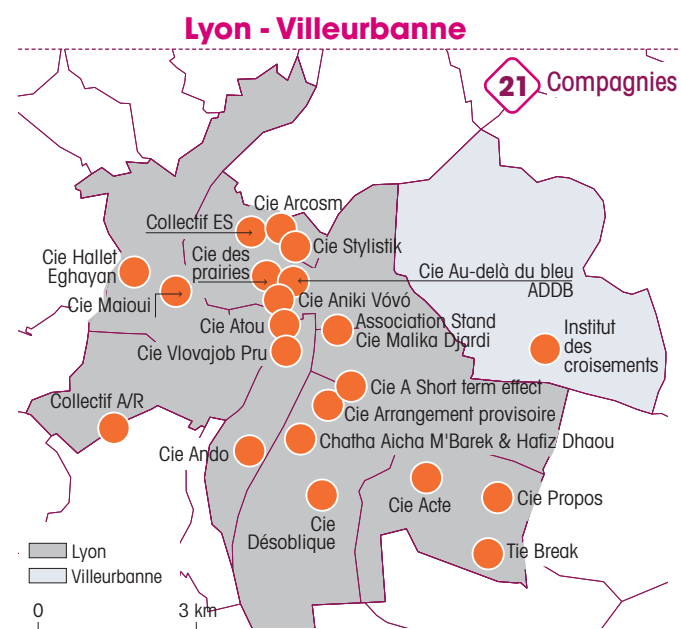 Lyon - Villeurbanne
21 Compagnies
Cie Arcosm
Collectif ES
Cie Stylistik
Cie Hallet
Eghayan
Cie des
prairies
Cie Au-delà du bleu
ADDB
Cie Maioui
Cie Aniki Vóvó
Cie Atou
Association Stand
Cie Malika Djardi
Institut
des
croisements
Cie Vlovajob Pru
Cie A Short term effect
Collectif A/R
Cie Arrangement provisoire
Chatha Aicha M'Barek & Hafiz Dhaou
Cie Ando
Cie Acte
Cie Propos
Cie
Désoblique
Tie Break
Lyon
Villeurbanne
0
3 km